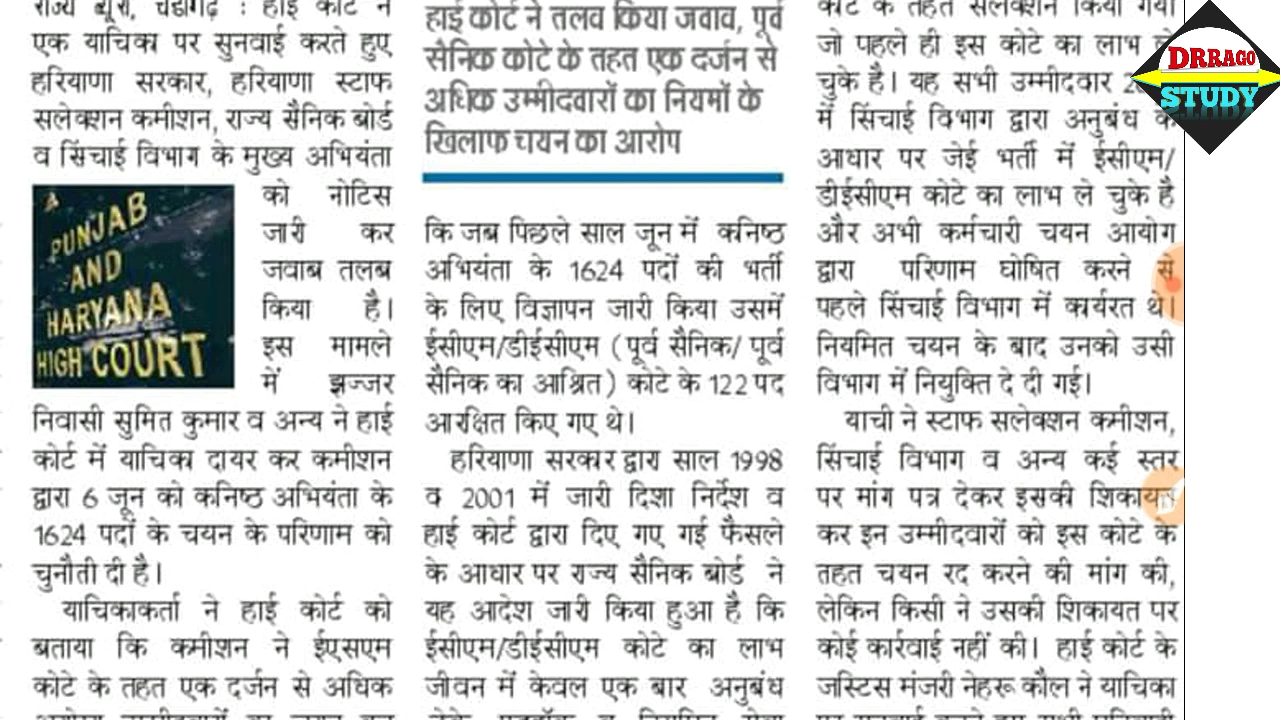 राज्य ब्यूरो, चंडीगढ़ : हाई कोर्ट ने
एक याचिका पर सुनवाई करते हुए
हरियाणा सरकार, हरियाणा स्टाफ
सलेक्शन कमीशन, राज्य सैनिक बोर्ड
व सिंचाई विभाग के मुख्य अभियंता
को नोटिस
जारी कर
जवाब तलब
किया है।
इस मामले
में झज्जर
PUNJAB
AND
HARYANA
HIGH COURT
निवासी सुमित कुमार व अन्य ने हाई
कोर्ट में याचिका दायर कर कमीशन
द्वारा 6 जून को कनिष्ठ अभियंता के
1624 पदों के चयन के परिणाम को
चुनौती दी है।
याचिकाकर्ता ने हाई कोर्ट को
बताया कि कमीशन ने ईएसएम
कोटे के तहत एक दर्जन से अधिक
हाई कोर्ट ने तलव किया जवाव, पूर्व
सैनिक कोटे के तहत एक दर्जन से
अधिक उम्मीदवारों का नियमों के
खिलाफ चयन का आरोप
कि जब पिछले साल जून में कनिष्ठ
अभियंता के 1624 पदों की भर्ती
के लिए विज्ञापन जारी किया उसमें
ईसीएम/डीईसीएम (पूर्व सैनिक/ पूर्व
सैनिक का आश्रित) कोटे के 122 पद
आरक्षित किए गए थे।
हरियाणा सरकार द्वारा साल 1998
व 2001 में जारी दिशा निर्देश व
हाई कोर्ट द्वारा दिए गए गई फैसले
के आधार पर राज्य सैनिक बोर्ड ने
यह आदेश जारी किया हुआ है कि
ईसीएम/डीईसीएम कोटे का लाभ
जीवन में केवल एक बार अनुबंध
कोटे के तहत सलेक्शन किया गया
जो पहले ही इस कोटे का लाभ ले
चुके है। यह सभी उम्मीदवार
में सिंचाई विभाग द्वारा अनुबंध के
आधार पर जेई भर्ती में ईसीएम/
डीईसीएम कोटे का लाभ ले चुके है
और अभी कर्मचारी चयन आयोग
द्वारा परिणाम घोषित करने से
पहले सिंचाई विभाग में कार्यरत थे।
नियमित चयन के बाद उनको उसी
विभाग में नियुक्ति दे दी गई।
याची ने स्टाफ सलेक्शन कमीशन,
सिंचाई विभाग व अन्य कई स्तर
पर मांग पत्र देकर इसकी शिकायत
कर इन उम्मीदवारों को इस कोटे के
तहत चयन रद करने की मांग की,
लेकिन किसी ने उसकी शिकायत पर
कोई कार्रवाई नहीं की। हाई कोर्ट के
जस्टिस मंजरी नेहरू कौल ने याचिका
DRRAGO
STUDY